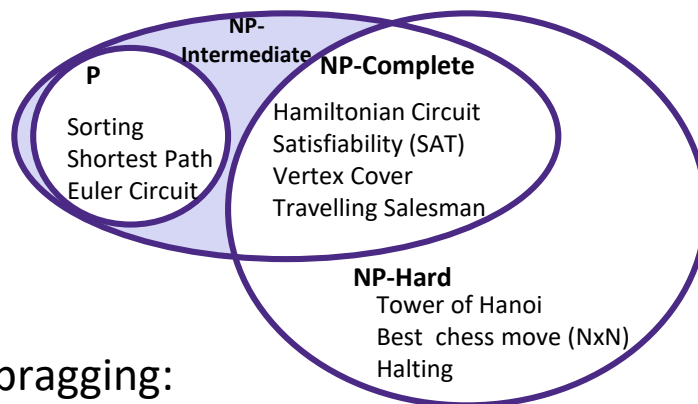 NP-
Intermediate
P
NP-Complete
Sorting
Shortest Path
Euler Circuit
Hamiltonian Circuit
Satisfiability (SAT)
Vertex Cover
Travelling Salesman
NP-Hard
Tower of Hanoi
Best chess move (NxN)
Halting
bragging: